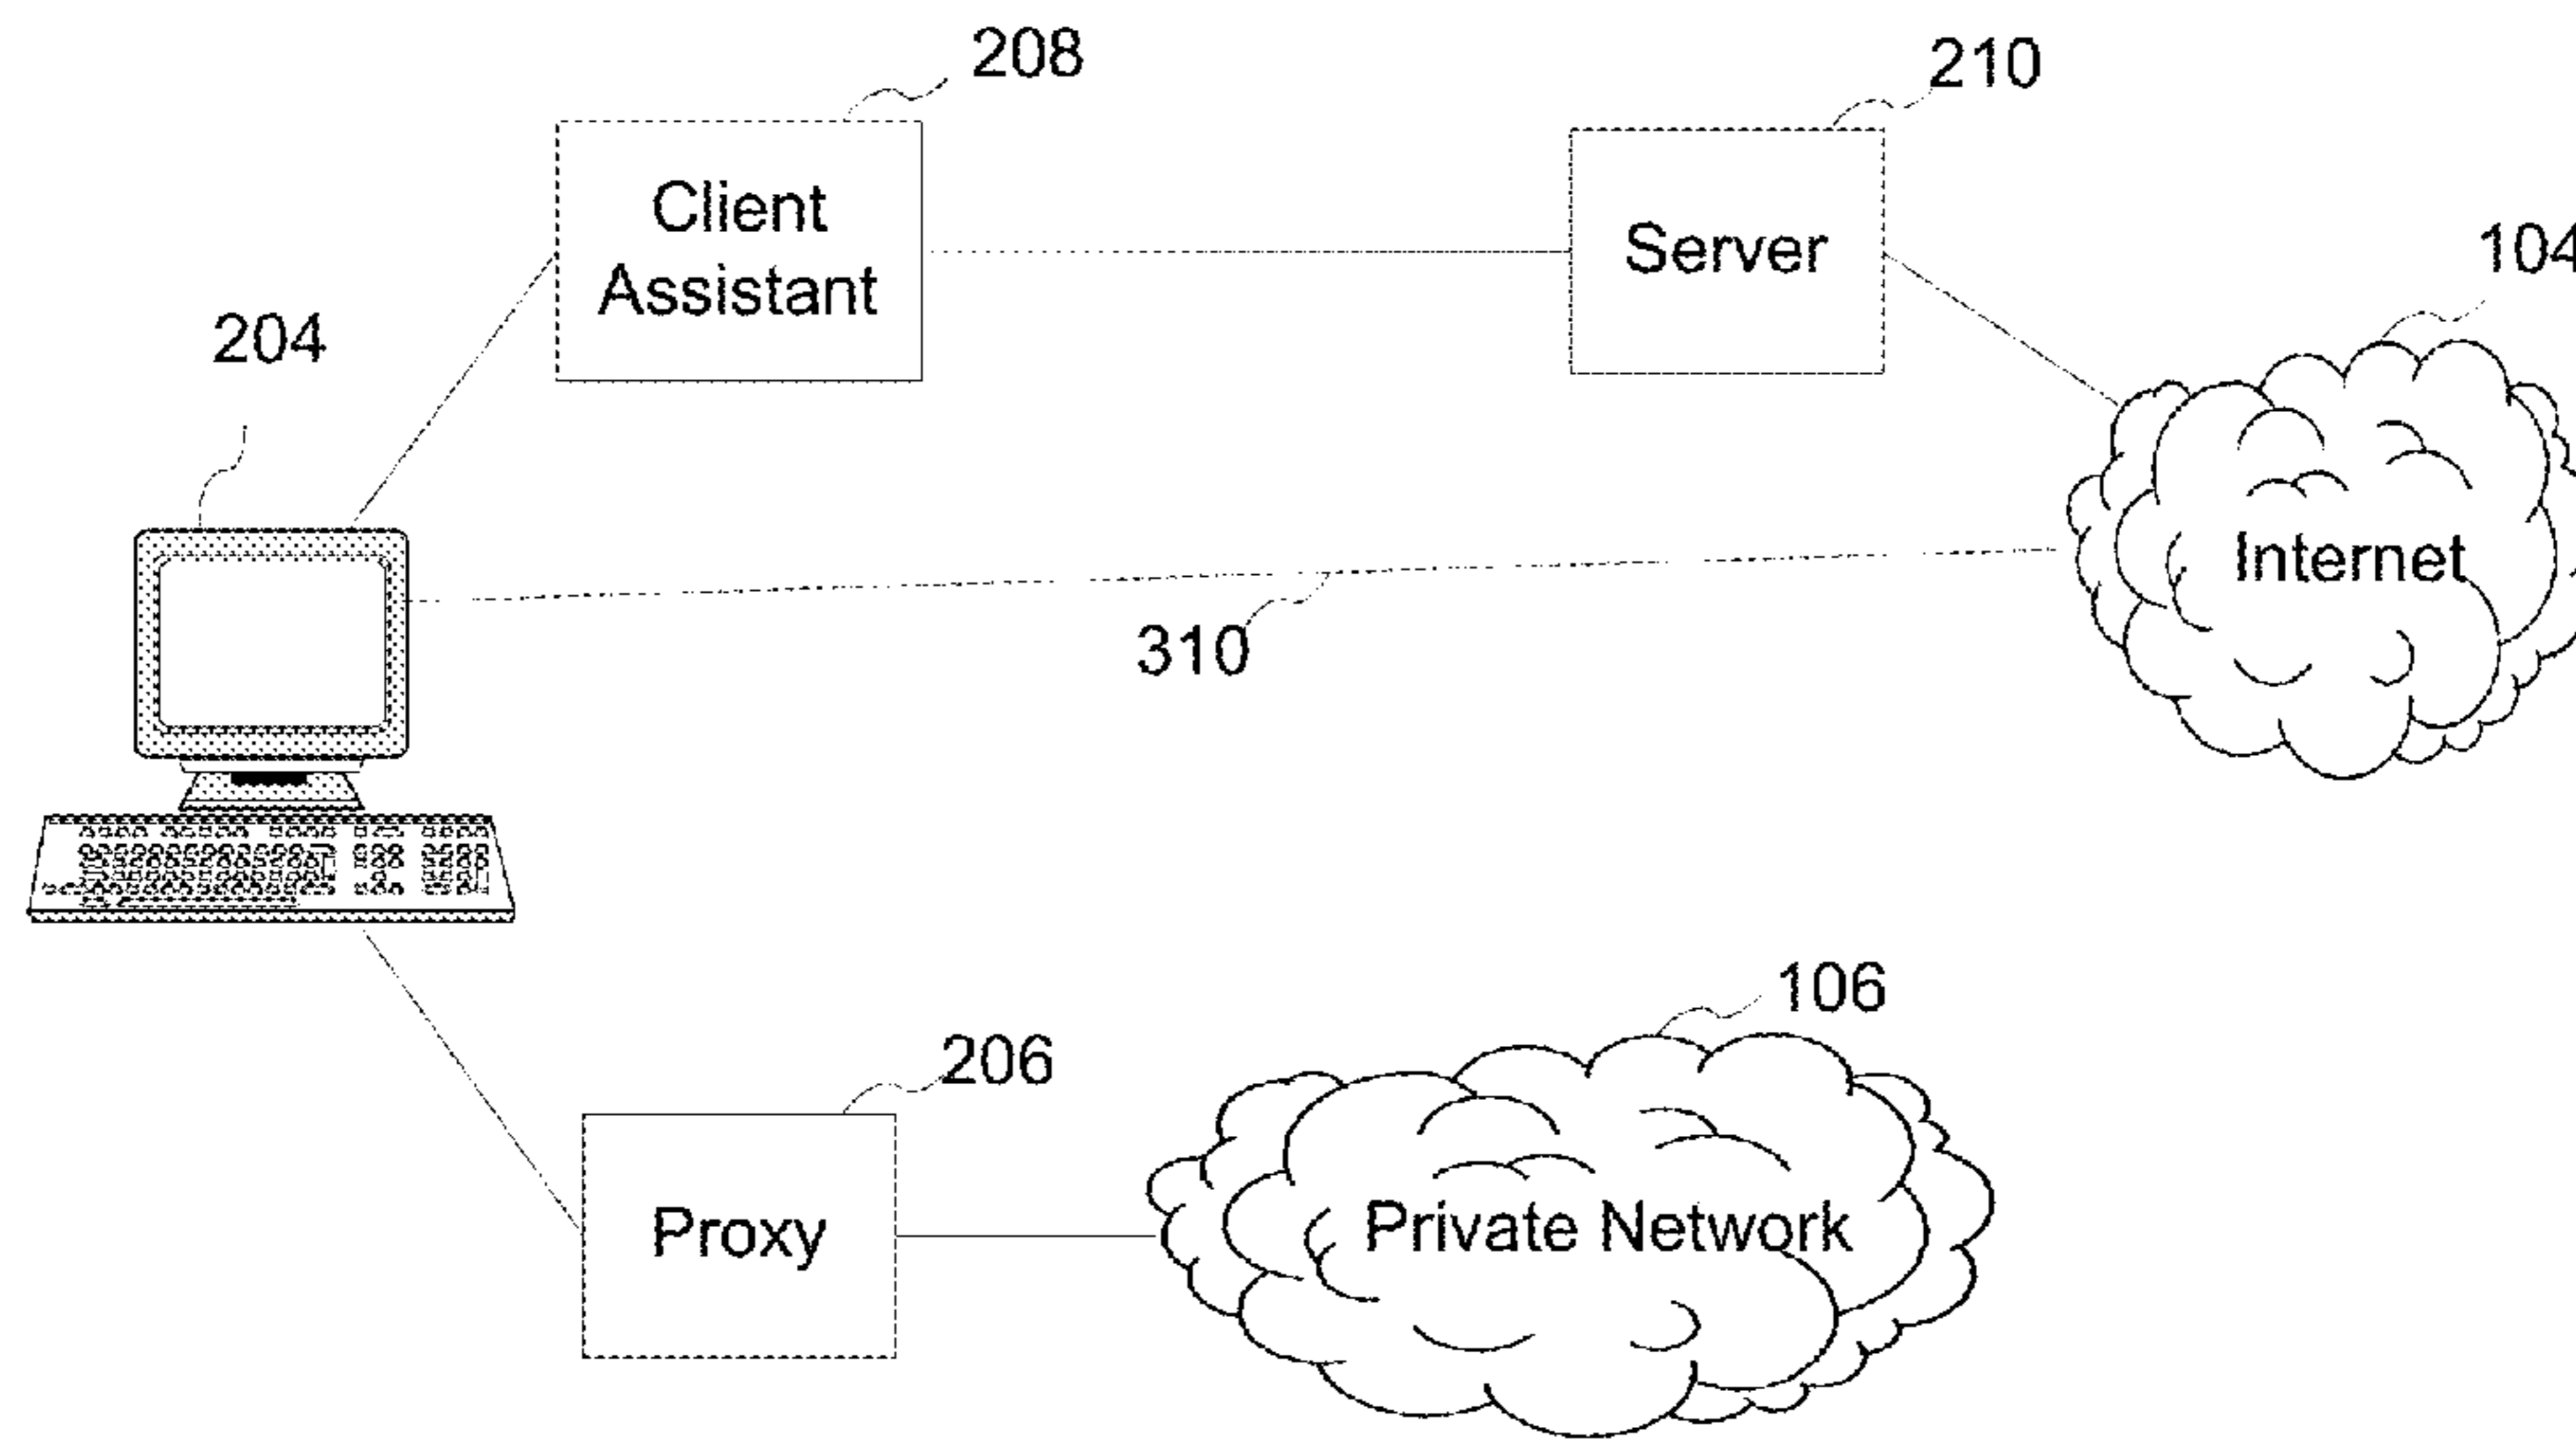 208
210
Client
Assistant
Server
104
204
Internet
310
106
206
Proxy
Private Network